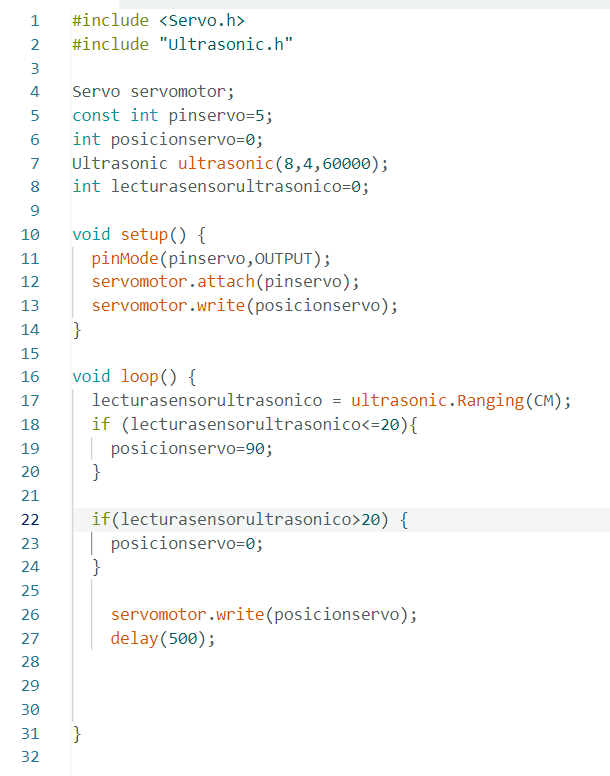 1 #include <Servo.h>
2 #include "Ultrasonic.h"
3
4 Servo servomotor;
5 const int pinservo=5;
6 int posicionservo=0;
7 Ultrasonic ultrasonic(8,4,60000);
8 int lecturasensorultrasonico=0;
9
10 void setup() {
11   pinMode(pinservo,OUTPUT);
12   servomotor.attach(pinservo);
13   servomotor.write(posicionservo);
14 }
15
16 void loop() {
17   lecturasensorultrasonico = ultrasonic.Ranging(CM);
18   if (lecturasensorultrasonico<=20){
19     posicionservo=90;
20   }
21
22   if(lecturasensorultrasonico>20) {
23     posicionservo=0;
24   }
25
26     servomotor.write(posicionservo);
27     delay(500);
28
29
30
31 }
32